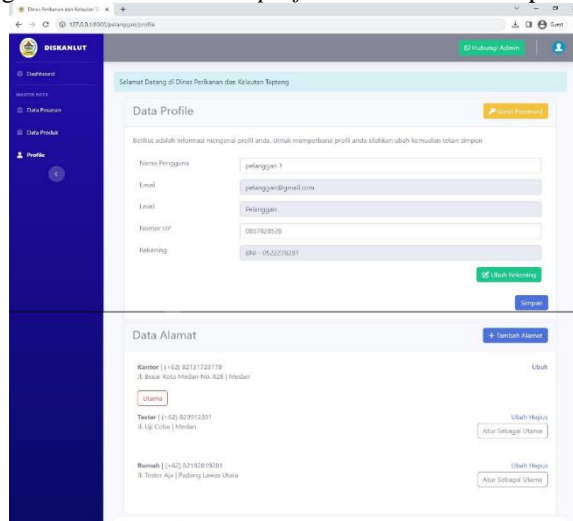 Dinas Perikanan dan Kelautan T
127.0.0.1:8000/pelanggan/profile
Guest
DISKANLUT
Hubungi Admin
Dashboard
Selamat Datang di Dinas Perikanan dan Kelautan Tapteng
MASTER DATA
Data Pesanan
Data Produk
Profile
Data Profile
Ganti Password
Berikut adalah informasi mengenai profil anda. Untuk memperbarui profil anda silahkan ubah kemudian tekan simpan
Nama Pengguna
pelanggan 1
Email
pelanggan@gmail.com
Level
Pelanggan
Nomor HP
0857828528
Rekening
BNI - 0522278281
Ubah Rekening
Simpan
Data Alamat
+ Tambah Alamat
Kantor | (+62) 82131723178
Ubah
Jl. Besar Kota Medan No. 828 | Medan
Utama
Tester | (+62) 823912391
Ubah Hapus
Jl. Uji Coba | Medan
Atur Sebagai Utama
Rumah | (+62) 82192819281
Ubah Hapus
Jl. Tester Aja | Padang Lawas Utara
Atur Sebagai Utama